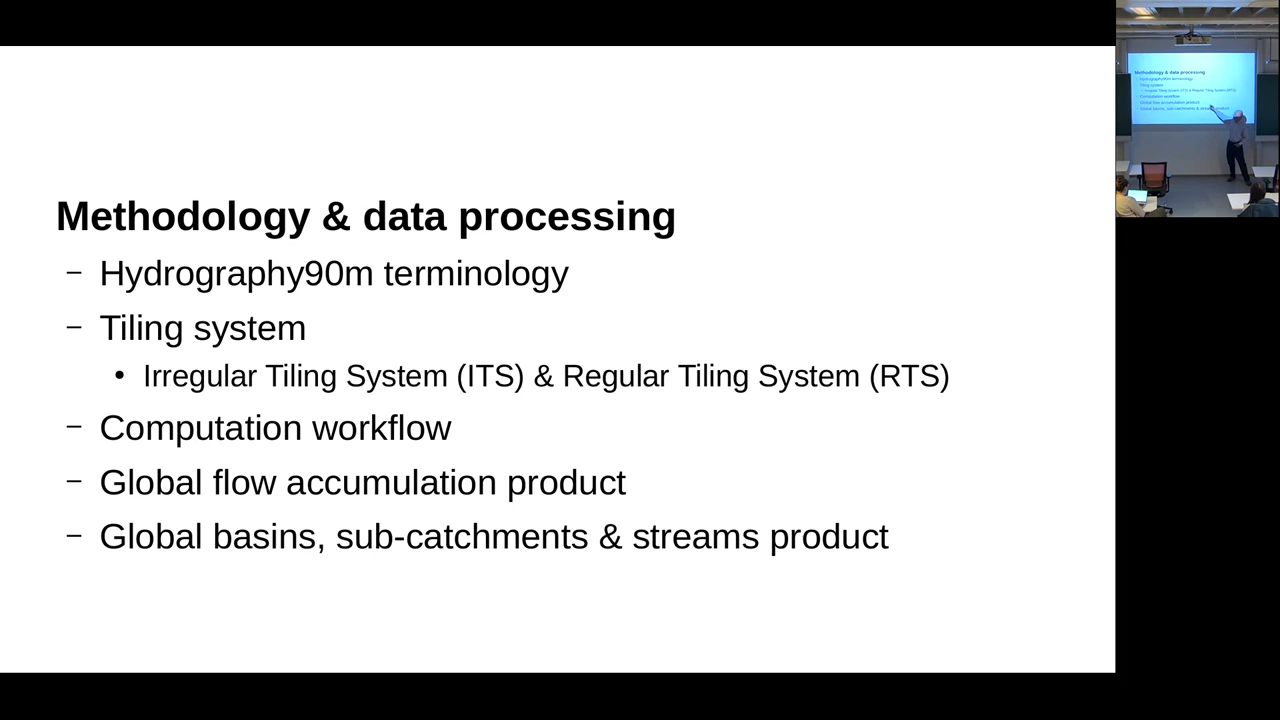 Methodology & data processing
– Hydrography90m terminology
– Tiling system
• Irregular Tiling System (ITS) & Regular Tiling System (RTS)
– Computation workflow
– Global flow accumulation product
– Global basins, sub-catchments & streams product